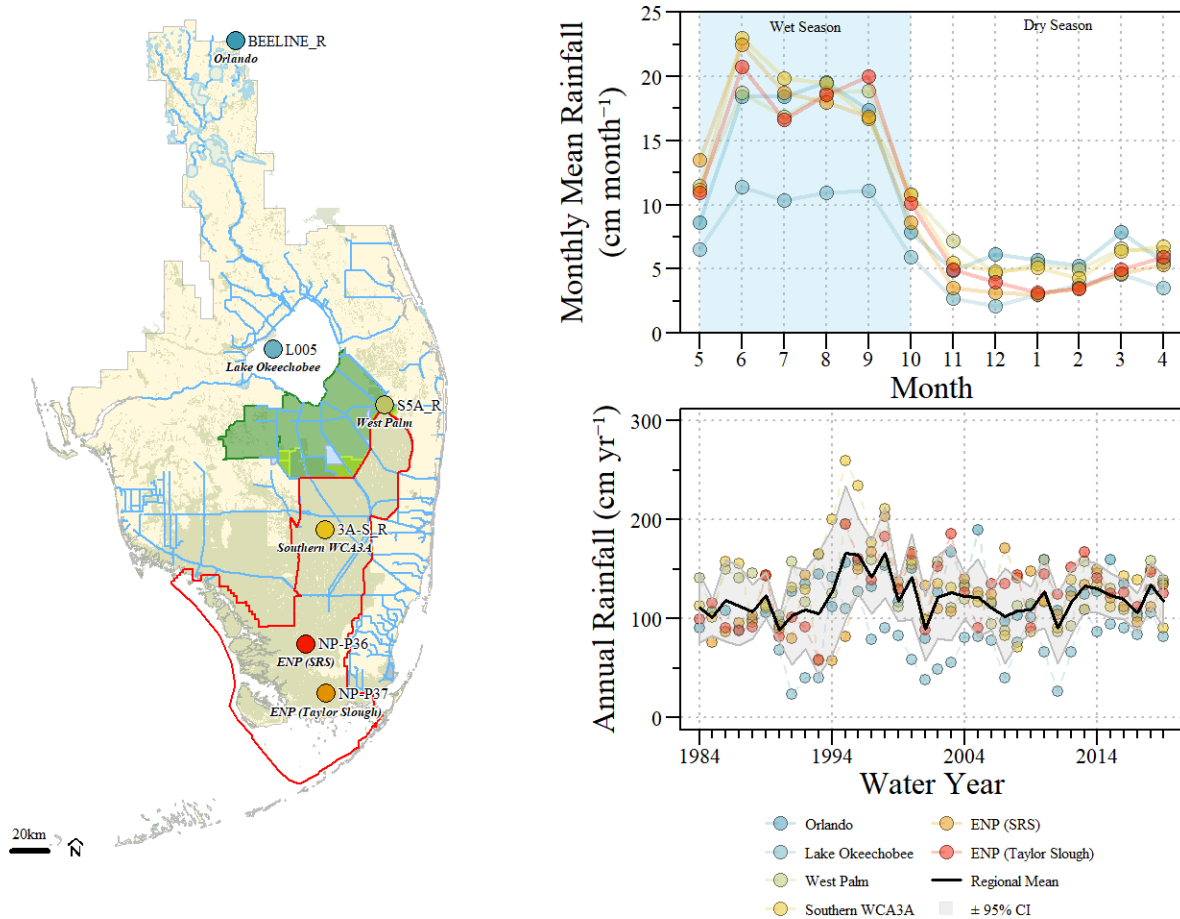 BEELINE_R
Orlando
L005
Lake Okeechobee
S5A_R
West Palm
3A-S_R
Southern WCA3A
NP-P36
ENP (SRS)
NP-P37
ENP (Taylor Slough)
20km
N
Monthly Mean Rainfall
(cm month⁻¹)
25
20
15
10
5
0
Wet Season
Dry Season
5 6 7 8 9 10 11 12 1 2 3 4
Month
Annual Rainfall (cm yr⁻¹)
300
200
100
0
1984 1994 2004 2014
Water Year
Orlando
Lake Okeechobee
West Palm
Southern WCA3A
ENP (SRS)
ENP (Taylor Slough)
Regional Mean
± 95% CI